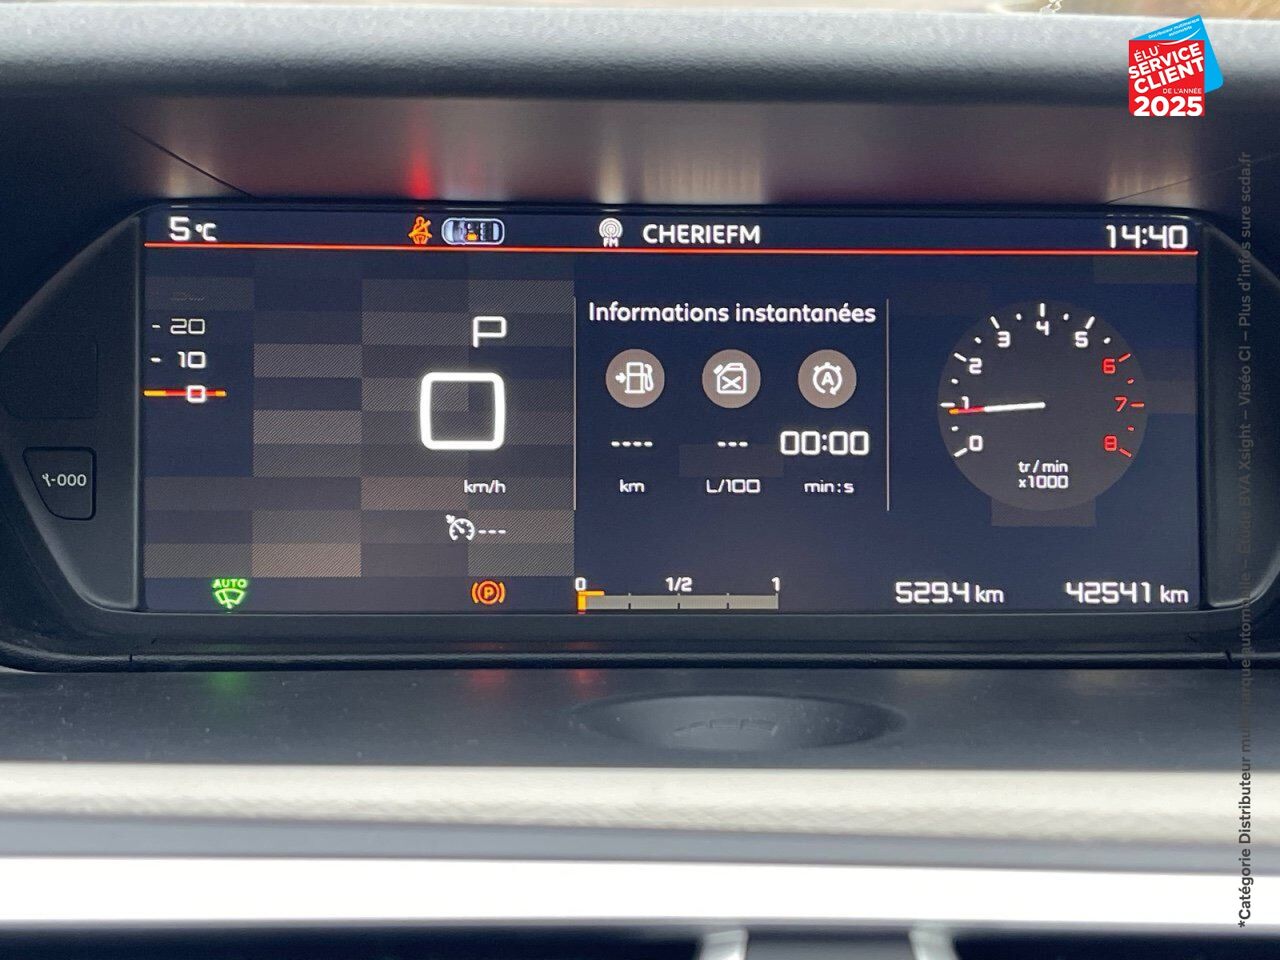 ÉLU
SERVICE
CLIENT
DE L'ANNÉE
2025
5°C
FM
CHERIEFM
14:40
- 20
- 10
0
P
0
km/h
---
Informations instantanées
A
----
---
00:00
km
L/100
min:s
0
1
2
3
4
5
6
7
8
tr/min
x1000
000
AUTO
P
0
1/2
1
529.4 km
42541 km
*Catégorie Distributeur multimarque automobile – Étude BVA Xsight – Viséo CI – Plus d'infos sur escda.fr